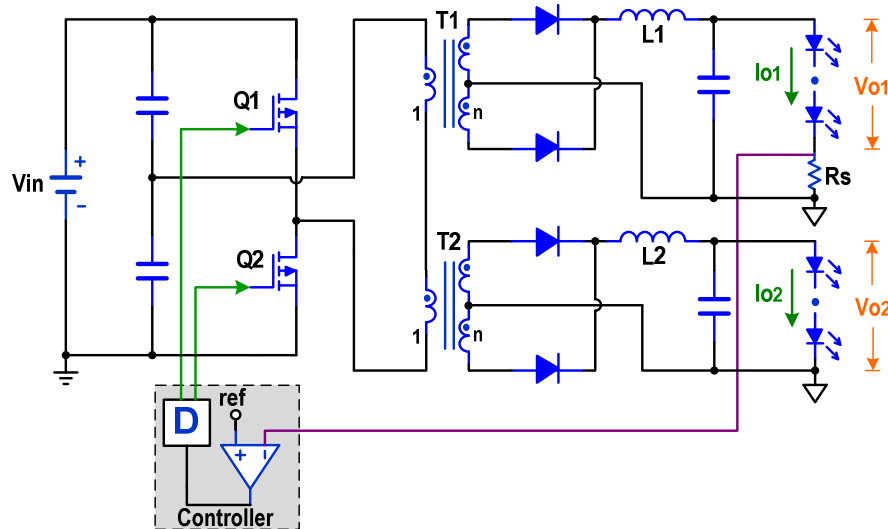 T1
L1
Q1
Io1
Vo1
1
n
Vin
+
-
Rs
T2
L2
Q2
Io2
Vo2
1
n
ref
D
+
-
Controller